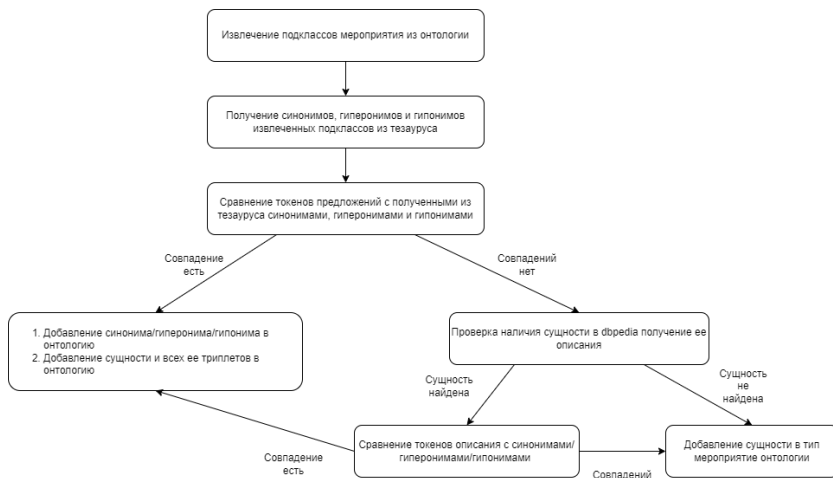 Извлечение подклассов мероприятия из онтологии
Получение синонимов, гиперонимов и гипонимов
извлеченных подклассов из тезауруса
Сравнение токенов предложений с полученными из
тезауруса синонимами, гиперонимами и гипонимами
Совпадение
есть
Совпадений
нет
1. Добавление синонима/гиперонима/гипонима в
онтологию
2. Добавление сущности и всех ее триплетов в
онтологию
Проверка наличия сущности в dbpedia получение ее
описания
Сущность
найдена
Сущность
не
найдена
Сравнение токенов описания с синонимами/
гиперонимами/гипонимами
Добавление сущности в тип
мероприятие онтологии
Совпадение
есть
Совпадений